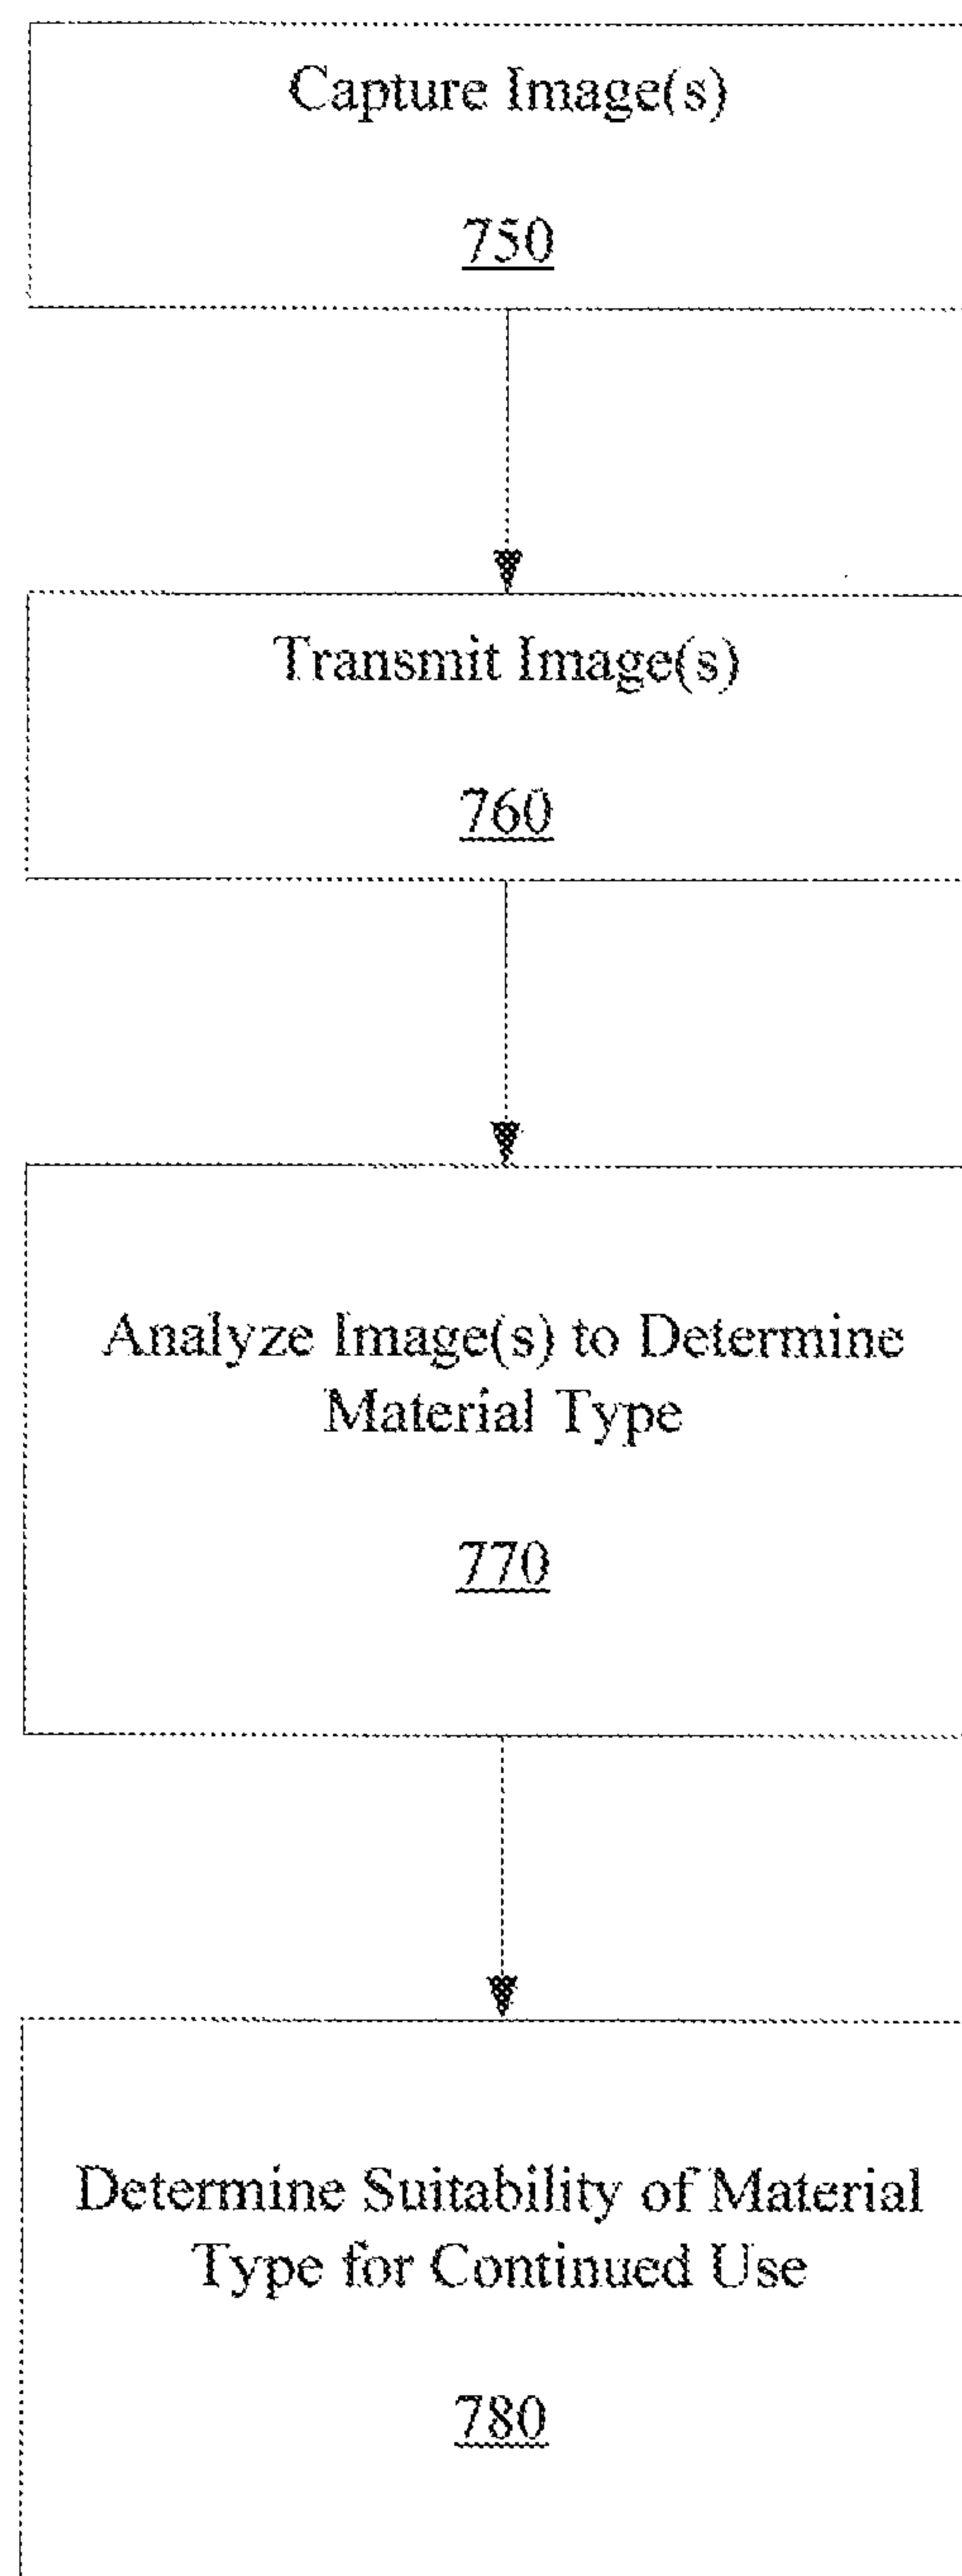 Capture Image(s)
750
Transmit Image(s)
760
Analyze Image(s) to Determine
Material Type
770
Determine Suitability of Material
Type for Continued Use
780